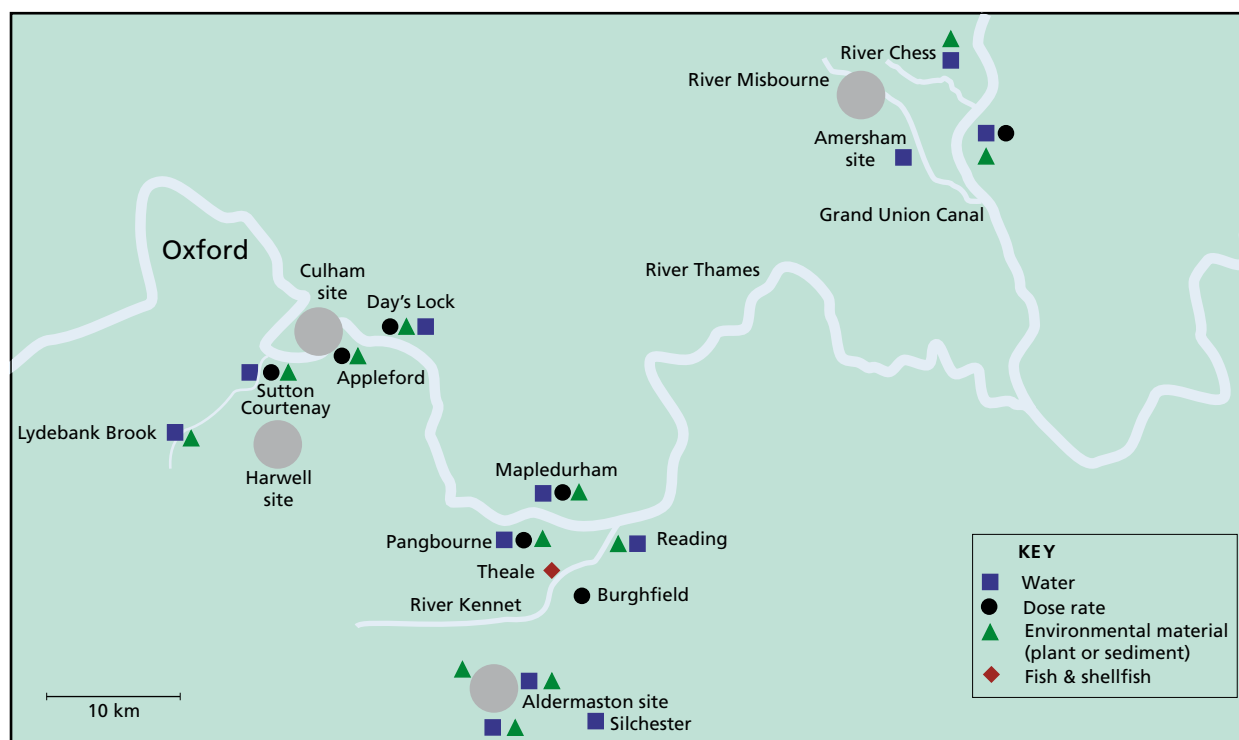 River Chess
River Misbourne
Amersham
site
Grand Union Canal
Oxford
Culham
site
River Thames
Day's Lock
Appleford
Sutton
Courtenay
Lydebank Brook
Harwell
site
Mapledurham
Pangbourne
Reading
Theale
Burghfield
River Kennet
Aldermaston site
Silchester
10 km
KEY
Water
Dose rate
Environmental material
(plant or sediment)
Fish & shellfish